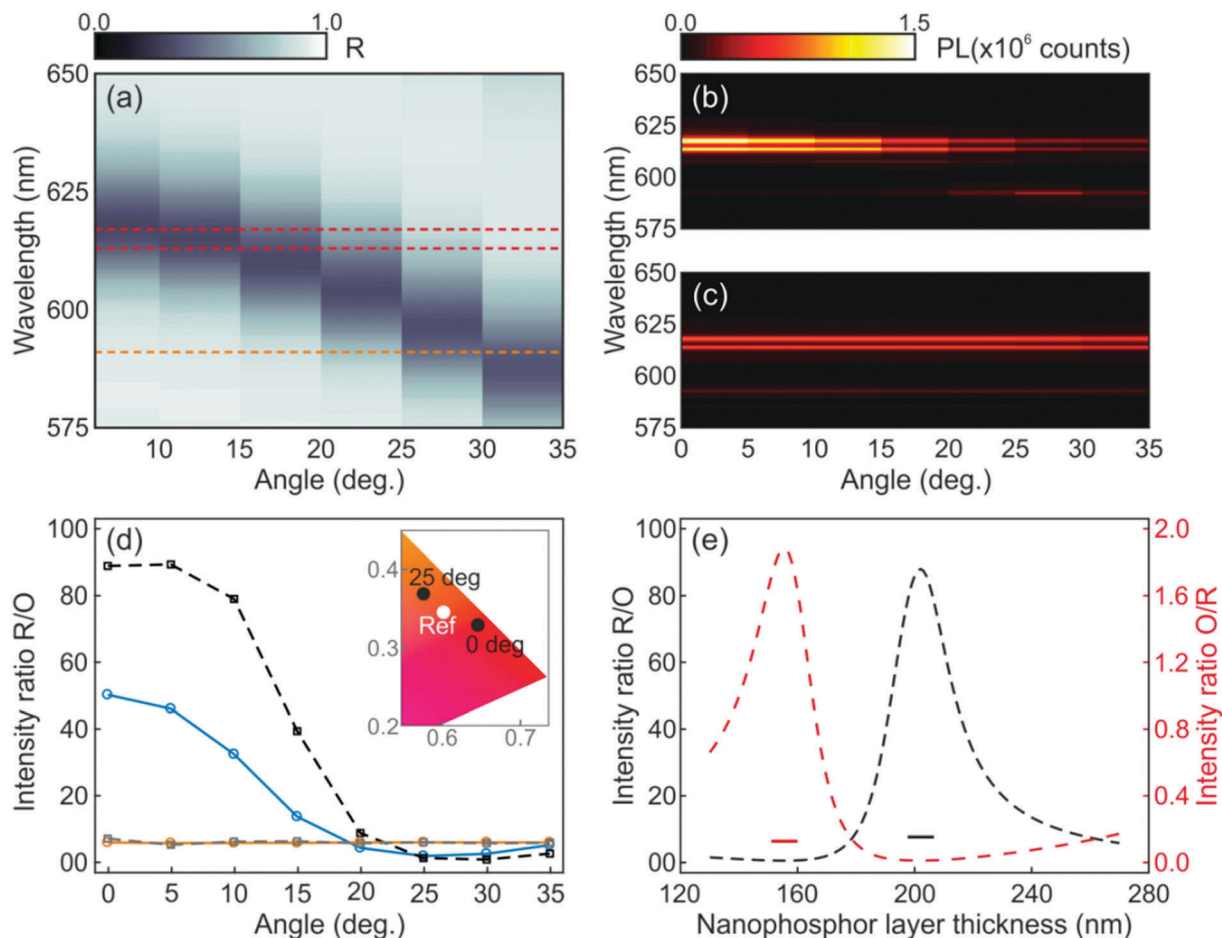 0.0 1.0
R
(a)
650
625
600
575
Wavelength (nm)
10 15 20 25 30 35
Angle (deg.)
0.0 1.5
PL(x10⁶ counts)
(b)
650
625
600
575
Wavelength (nm)
(c)
650
625
600
575
0 5 10 15 20 25 30 35
Angle (deg.)
(d)
100
80
60
40
20
00
Intensity ratio R/O
0 5 10 15 20 25 30 35
Angle (deg.)
0.4
0.3
0.2
0.6 0.7
25 deg
Ref
0 deg
(e)
100
80
60
40
20
00
Intensity ratio R/O
2.0
1.6
1.2
0.8
0.4
0.0
Intensity ratio O/R
120 160 200 240 280
Nanophosphor layer thickness (nm)